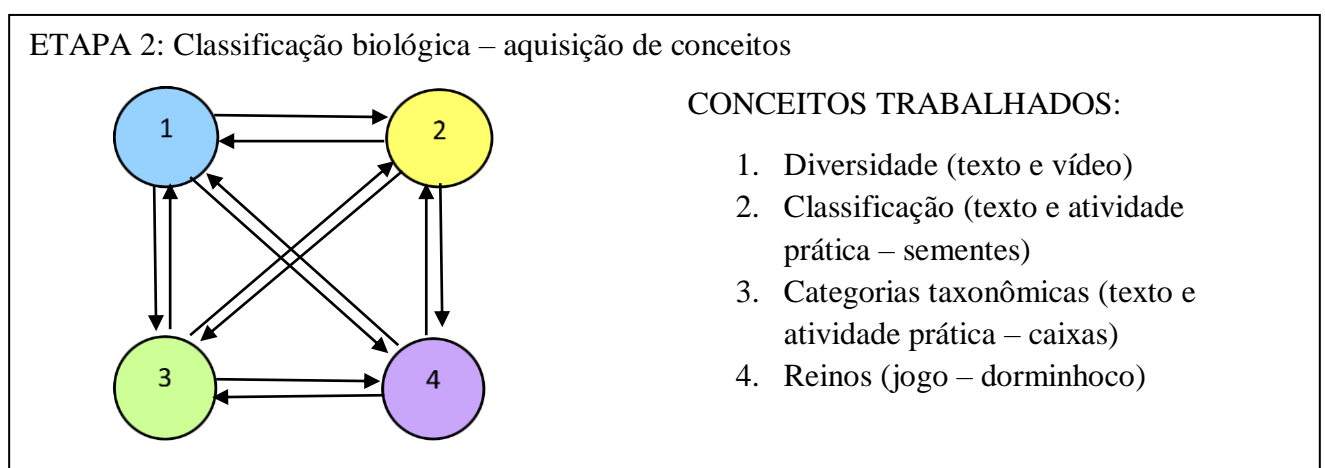 ETAPA 2: Classificação biológica – aquisição de conceitos
1
2
3
4
CONCEITOS TRABALHADOS:
1. Diversidade (texto e vídeo)
2. Classificação (texto e atividade
prática – sementes)
3. Categorias taxonômicas (texto e
atividade prática – caixas)
4. Reinos (jogo – dorminhoco)